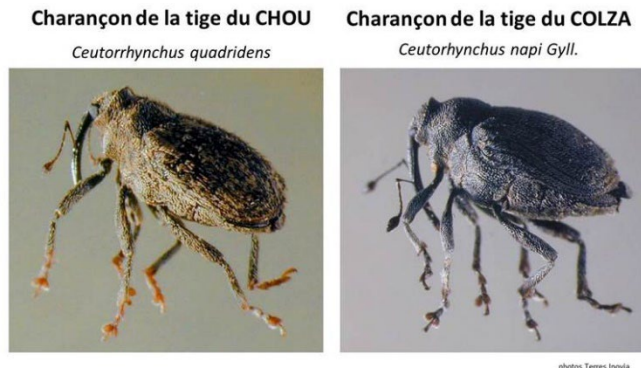 Charançon de la tige du CHOU
Ceutorrhynchus quadridens
Charançon de la tige du COLZA
Ceutorhynchus napi Gyll.
photos Terres Inovia